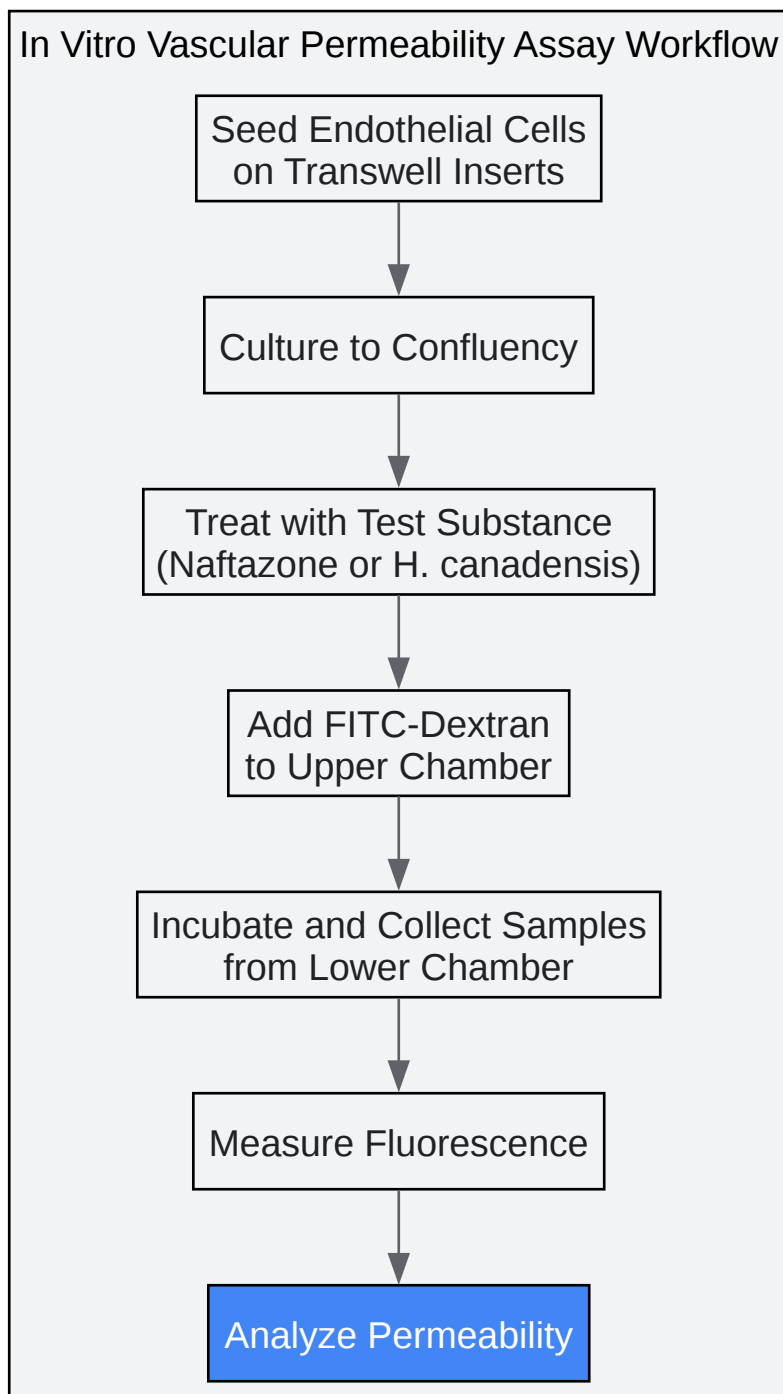 In Vitro Vascular Permeability Assay Workflow
Seed Endothelial Cells
on Transwell Inserts
Culture to Confluency
Treat with Test Substance
(Naftazone or H. canadensis)
Add FITC-Dextran
to Upper Chamber
Incubate and Collect Samples
from Lower Chamber
Measure Fluorescence
Analyze Permeability